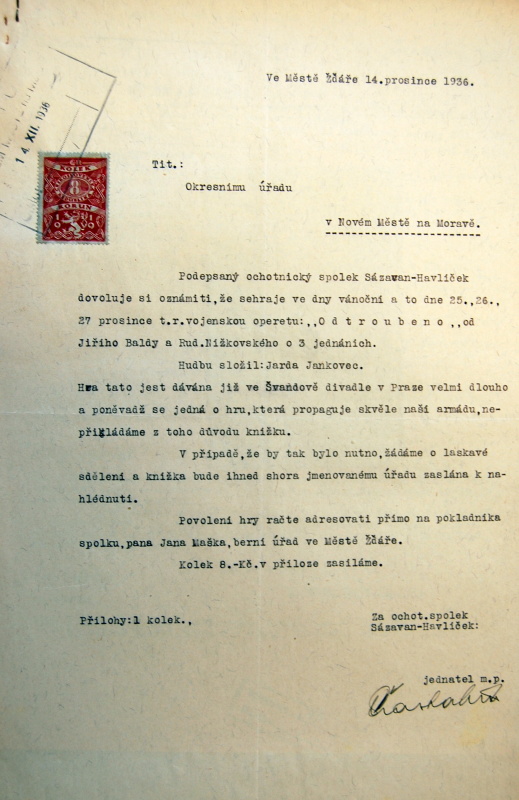 Ve Městě Žďáře 14.prosince 1936.
14 XII. 1936
KOLEK
8
KORUN
Tit.:
Okresnímu úřadu
v Novém Městě na Moravě.
Podepsaný ochotnický spolek Sázavan-Havlíček
dovoluje si oznámiti,že sehraje ve dny vánoční a to dne 25.,26.,
27 prosince t.r.vojenskou operetu:,,O d t r o u b e n o ,,od
Jiřího Baldy a Rud.Nížkovského o 3 jednáních.
Hudbu složil:Jarda Jankovec.
Hra tato jest dávána již ve Švandově divadle v Praze velmi dlouho
a poněvadž se jedná o hru,která propaguje skvěle naši armádu,ne-
přikládáme z toho důvodu knížku.
V případě,že by tak bylo nutno,žádáme o laskavé
sdělení a knížka bude ihned shora jmenovanému úřadu zaslána k na-
hlédnutí.
Povolení hry račte adresovati přímo na pokladníka
spolku,pana Jana Maška,berní úřad ve Městě Žďáře.
Kolek 8.-Kč.v příloze zasíláme.
Přílohy:1 kolek.,
Za ochot.spolek
Sázavan-Havlíček:
jednatel m.p.